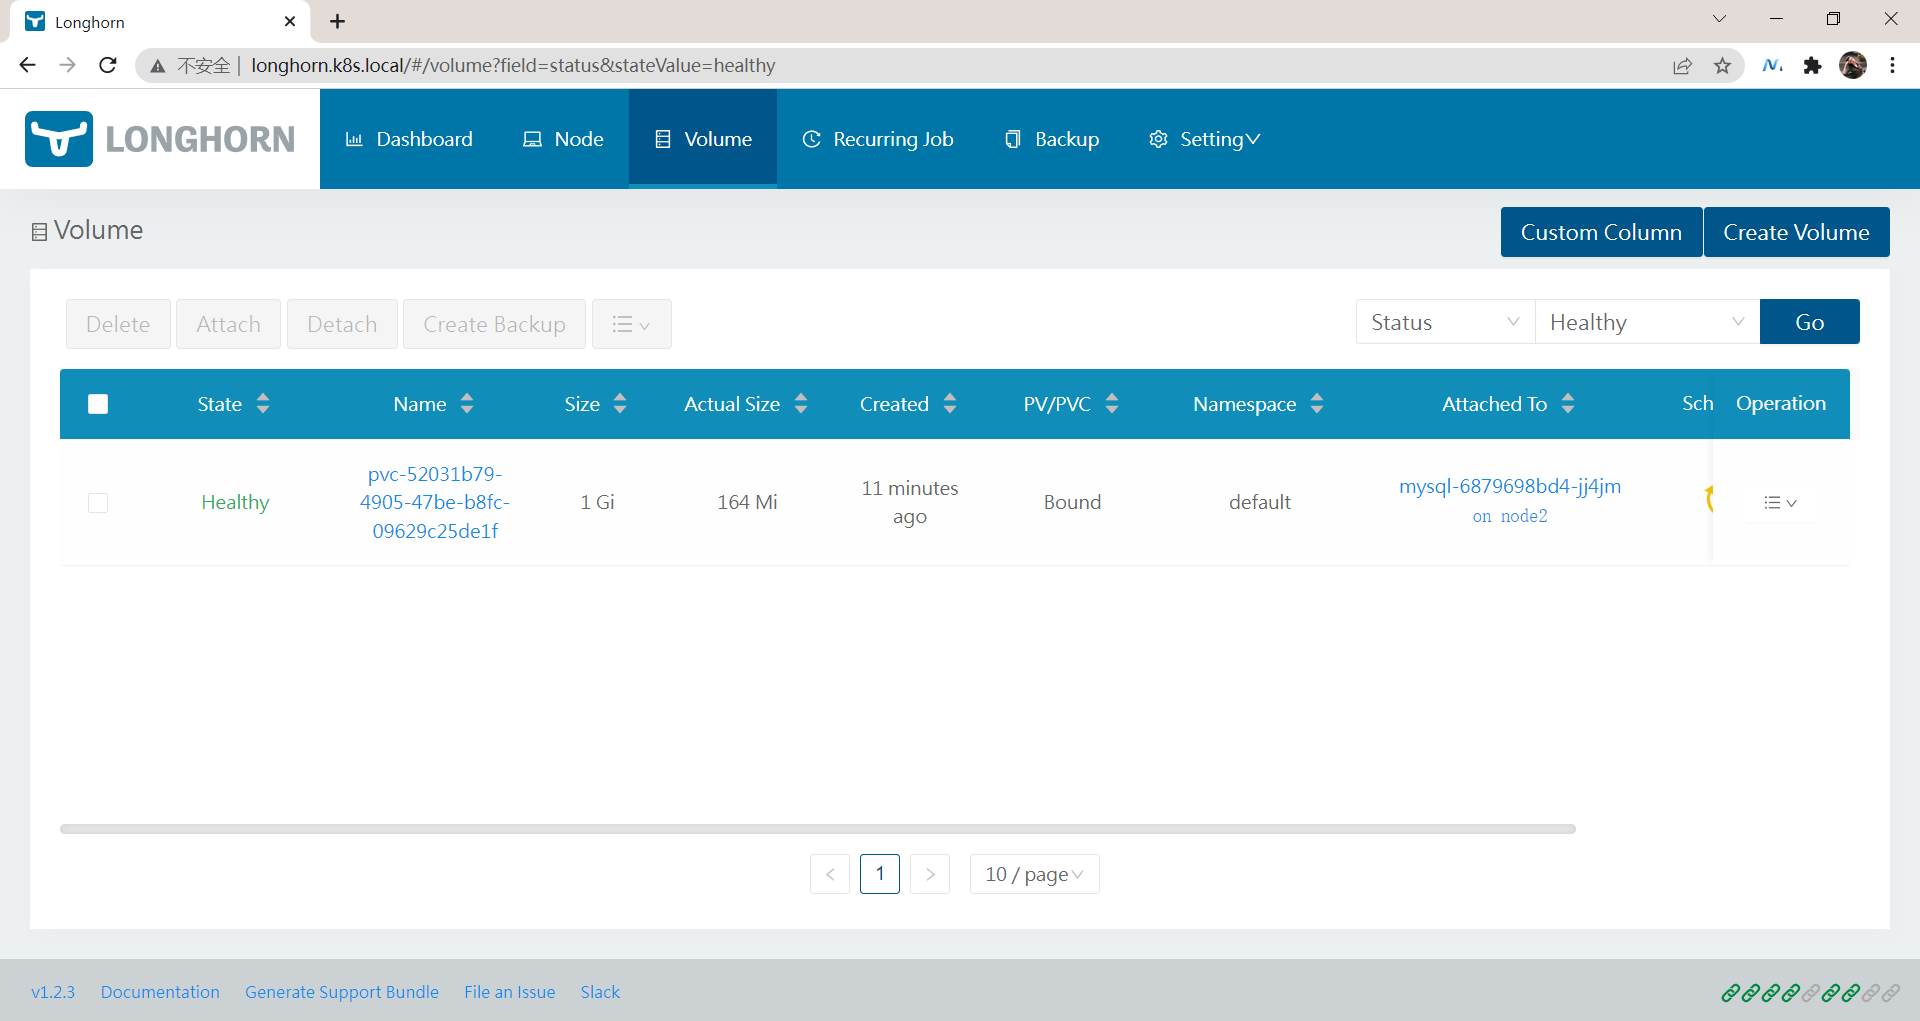 Longhorn
不安全 | longhorn.k8s.local/#/volume?field=status&stateValue=healthy
LONGHORN
Dashboard
Node
Volume
Recurring Job
Backup
Setting
Volume
Custom Column
Create Volume
Delete
Attach
Detach
Create Backup
Status
Healthy
Go
State
Name
Size
Actual Size
Created
PV/PVC
Namespace
Attached To
Sch
Operation
Healthy
pvc-52031b79-
4905-47be-b8fc-
09629c25de1f
1 Gi
164 Mi
11 minutes
ago
Bound
default
mysql-6879698bd4-jj4jm
on node2
1
10 / page
v1.2.3
Documentation
Generate Support Bundle
File an Issue
Slack